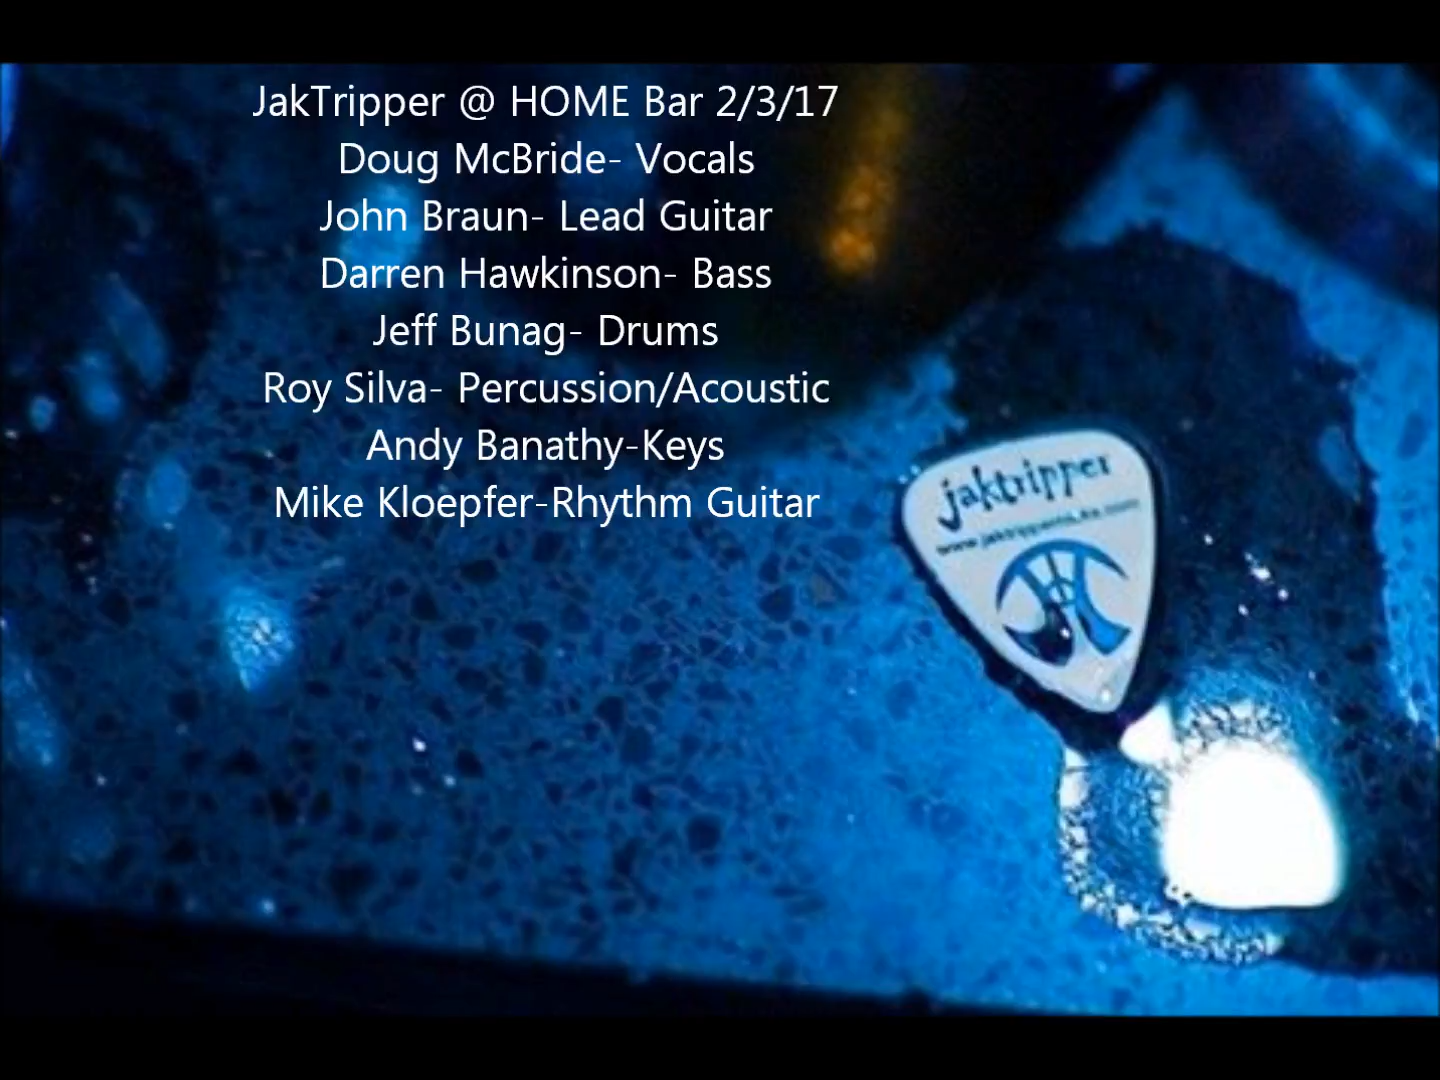 JakTripper @ HOME Bar 2/3/17
Doug McBride- Vocals
John Braun- Lead Guitar
Darren Hawkinson- Bass
Jeff Bunag- Drums
Roy Silva- Percussion/Acoustic
Andy Banathy-Keys
Mike Kloepfer-Rhythm Guitar
jaktripper